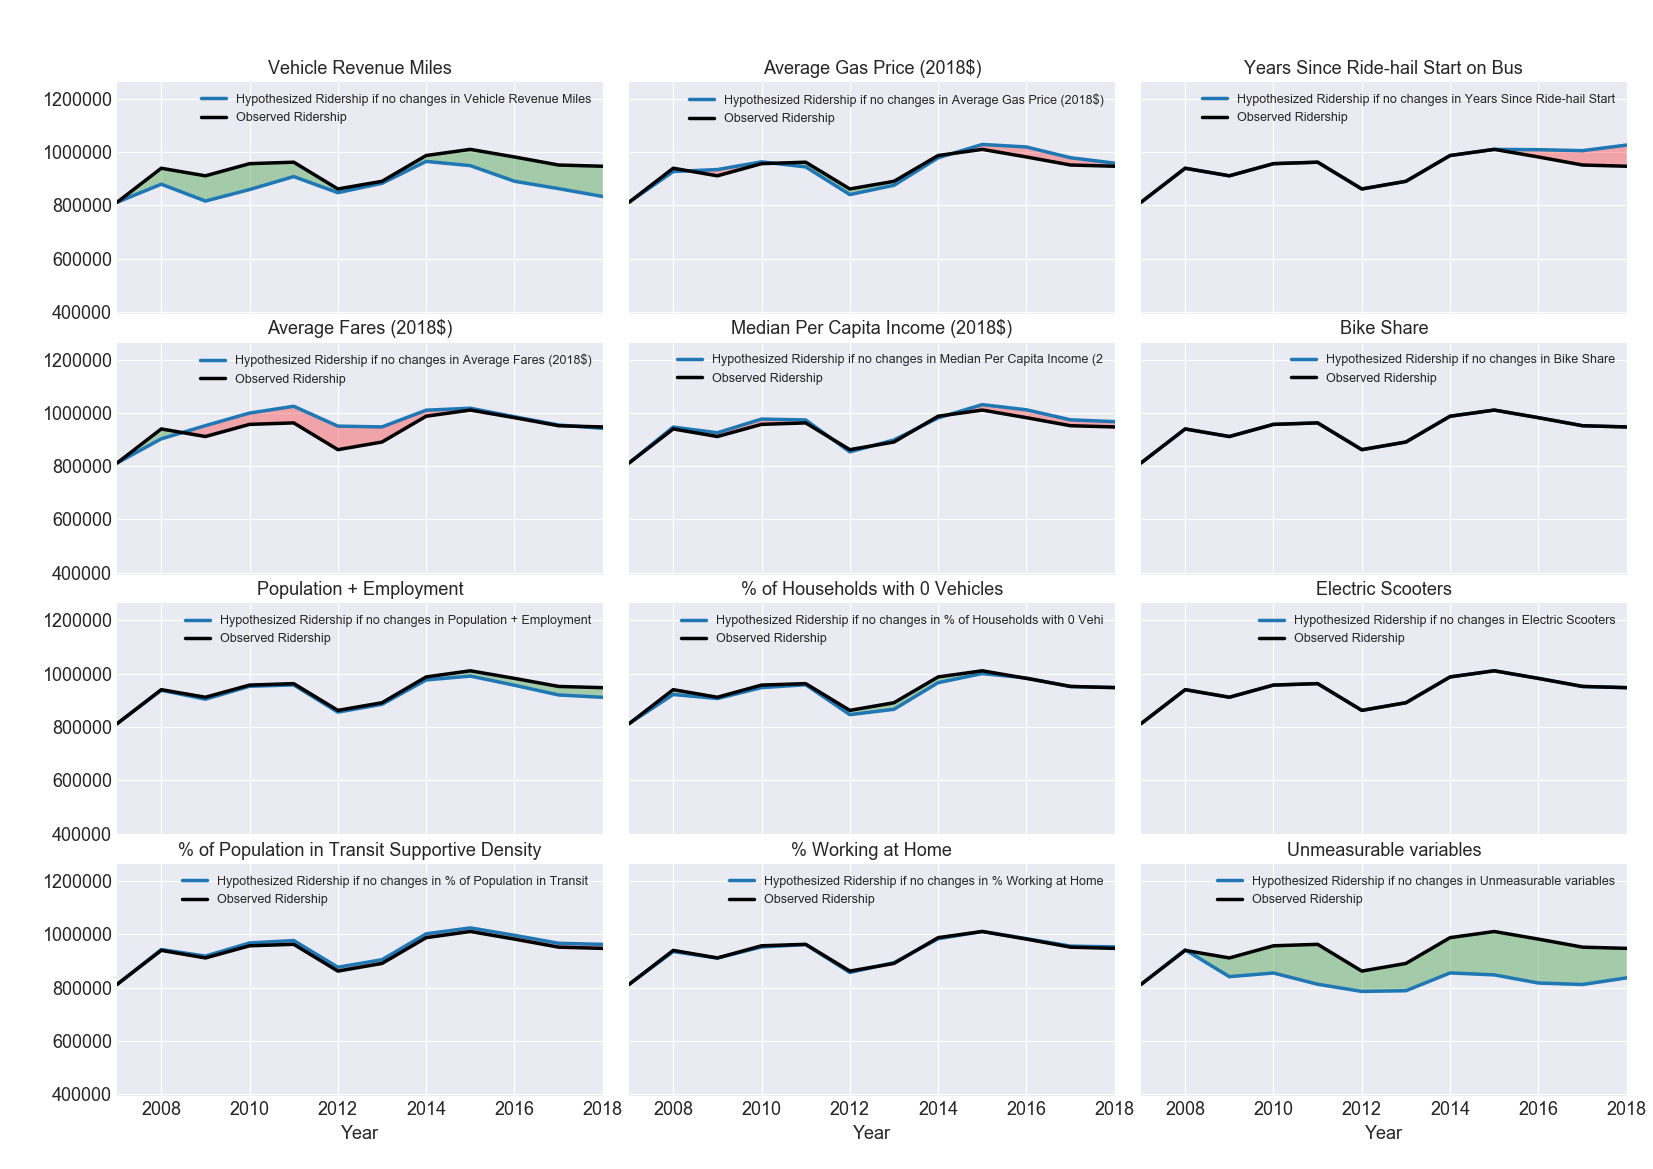 Vehicle Revenue Miles
1200000
1000000
800000
600000
400000
Hypothesized Ridership if no changes in Vehicle Revenue Miles
Observed Ridership
Average Gas Price (2018$)
Hypothesized Ridership if no changes in Average Gas Price (2018$)
Observed Ridership
Years Since Ride-hail Start on Bus
Hypothesized Ridership if no changes in Years Since Ride-hail Start
Observed Ridership
Average Fares (2018$)
1200000
1000000
800000
600000
400000
Hypothesized Ridership if no changes in Average Fares (2018$)
Observed Ridership
Median Per Capita Income (2018$)
Hypothesized Ridership if no changes in Median Per Capita Income (2
Observed Ridership
Bike Share
Hypothesized Ridership if no changes in Bike Share
Observed Ridership
Population + Employment
1200000
1000000
800000
600000
400000
Hypothesized Ridership if no changes in Population + Employment
Observed Ridership
% of Households with 0 Vehicles
Hypothesized Ridership if no changes in % of Households with 0 Vehi
Observed Ridership
Electric Scooters
Hypothesized Ridership if no changes in Electric Scooters
Observed Ridership
% of Population in Transit Supportive Density
1200000
1000000
800000
600000
400000
Hypothesized Ridership if no changes in % of Population in Transit
Observed Ridership
2008 2010 2012 2014 2016 2018
Year
% Working at Home
Hypothesized Ridership if no changes in % Working at Home
Observed Ridership
2008 2010 2012 2014 2016 2018
Year
Unmeasurable variables
Hypothesized Ridership if no changes in Unmeasurable variables
Observed Ridership
2008 2010 2012 2014 2016 2018
Year